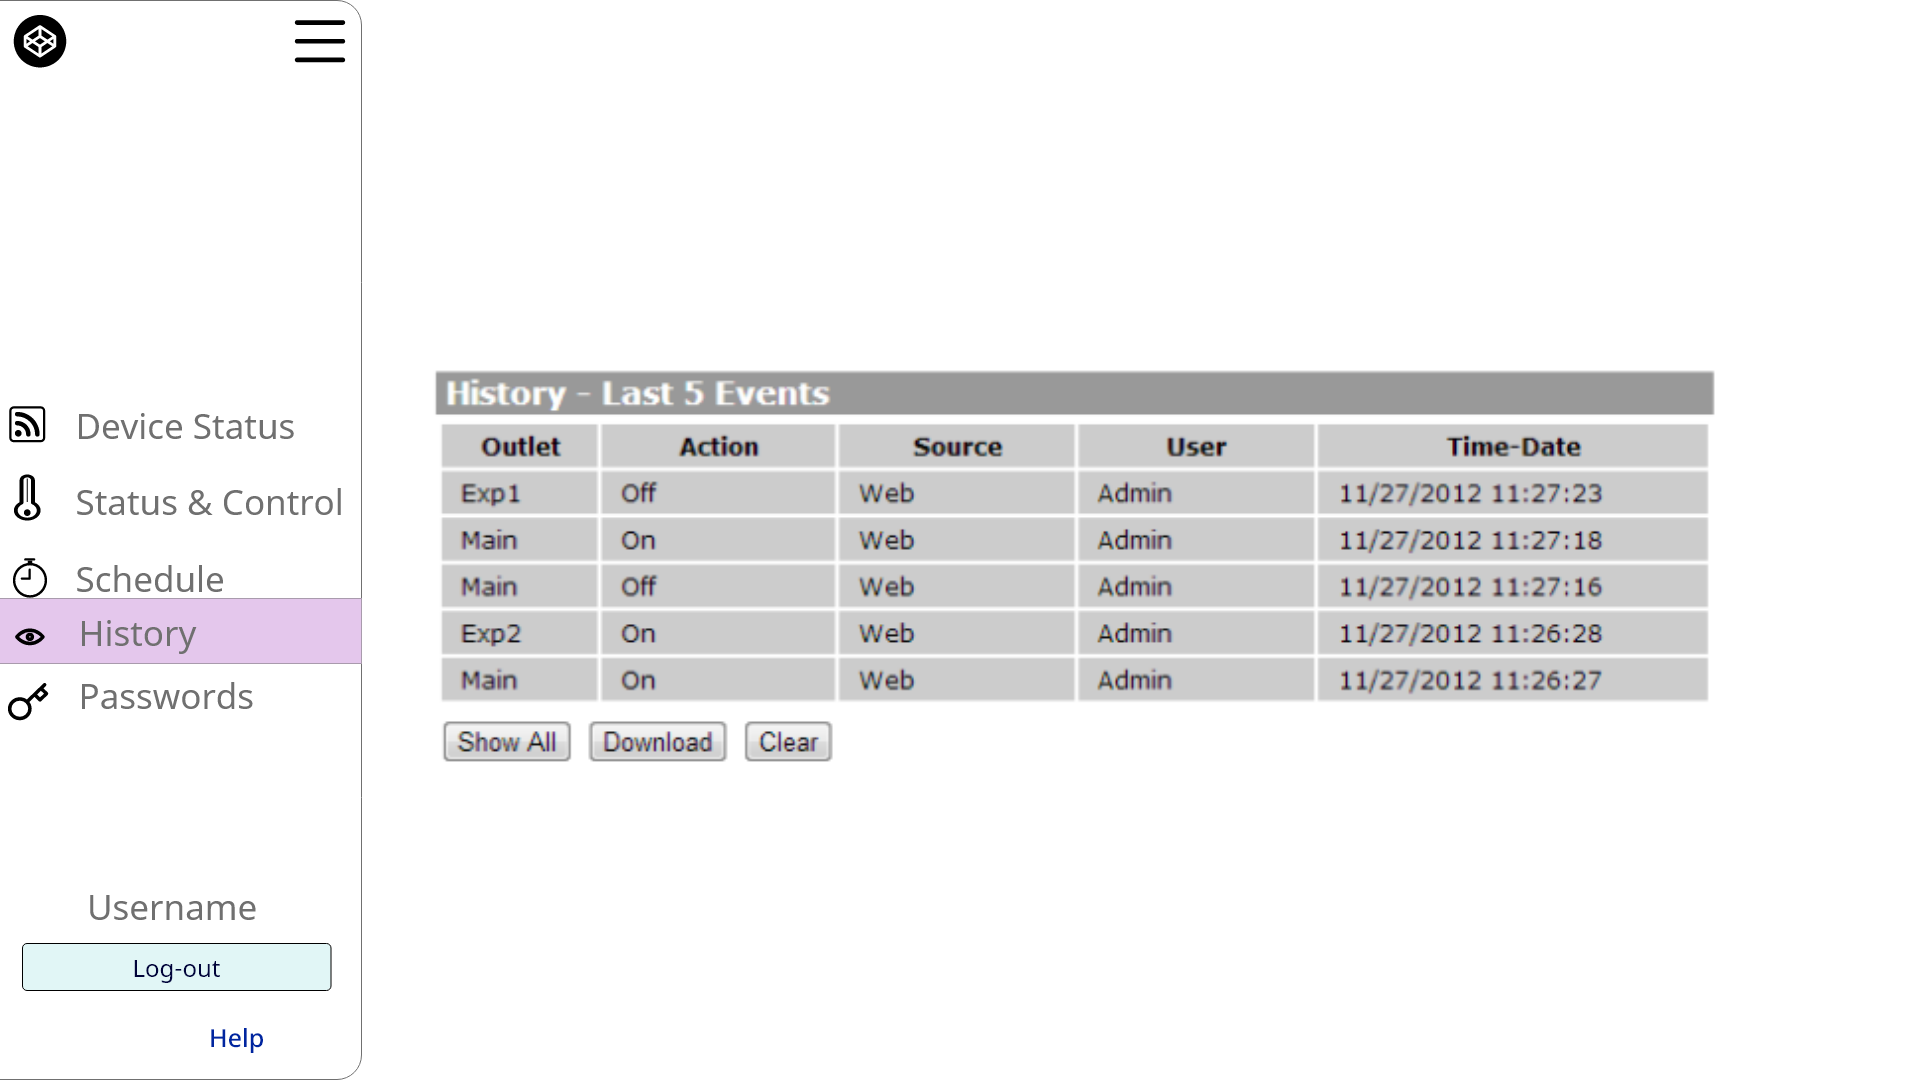 Device Status
Status & Control
Schedule
History
Passwords
Username
Log-out
Help
History - Last 5 Events
Outlet Action Source User Time-Date
Exp1 Off Web Admin 11/27/2012 11:27:23
Main On Web Admin 11/27/2012 11:27:18
Main Off Web Admin 11/27/2012 11:27:16
Exp2 On Web Admin 11/27/2012 11:26:28
Main On Web Admin 11/27/2012 11:26:27
Show All Download Clear